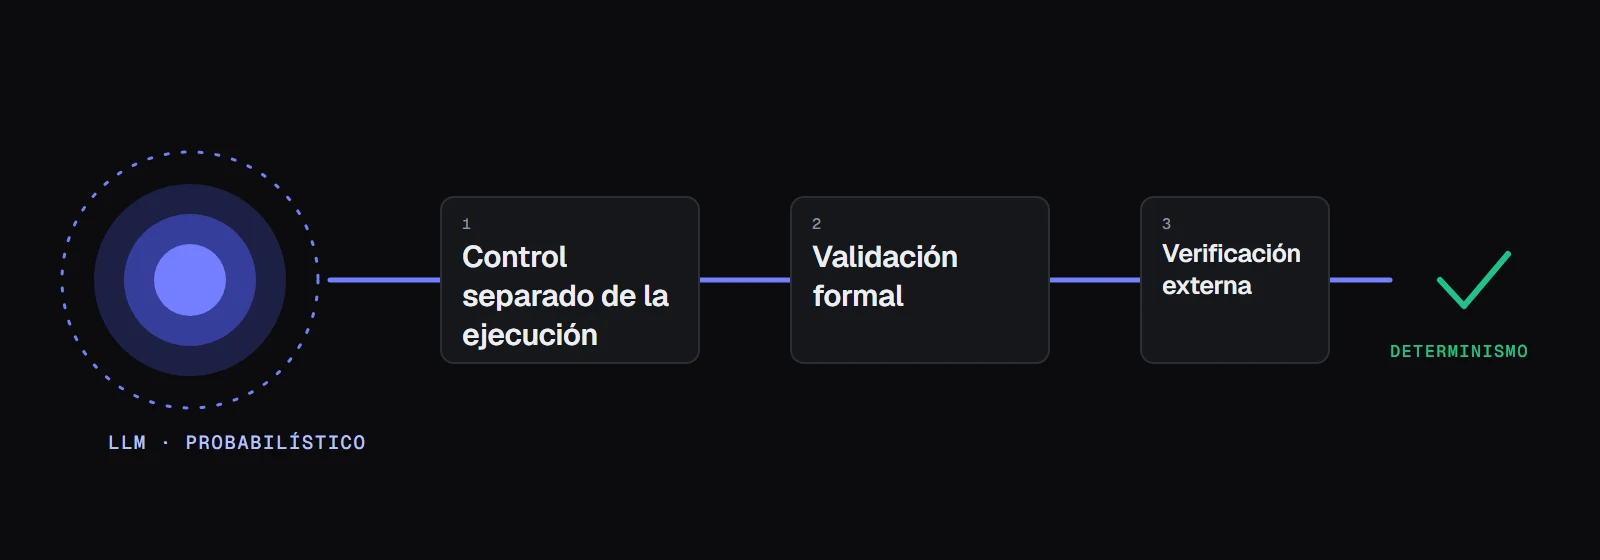 1
Control
separado de la
ejecución
2
Validación
formal
3
Verificación
externa
DETERMINISMO
LLM · PROBABILÍSTICO